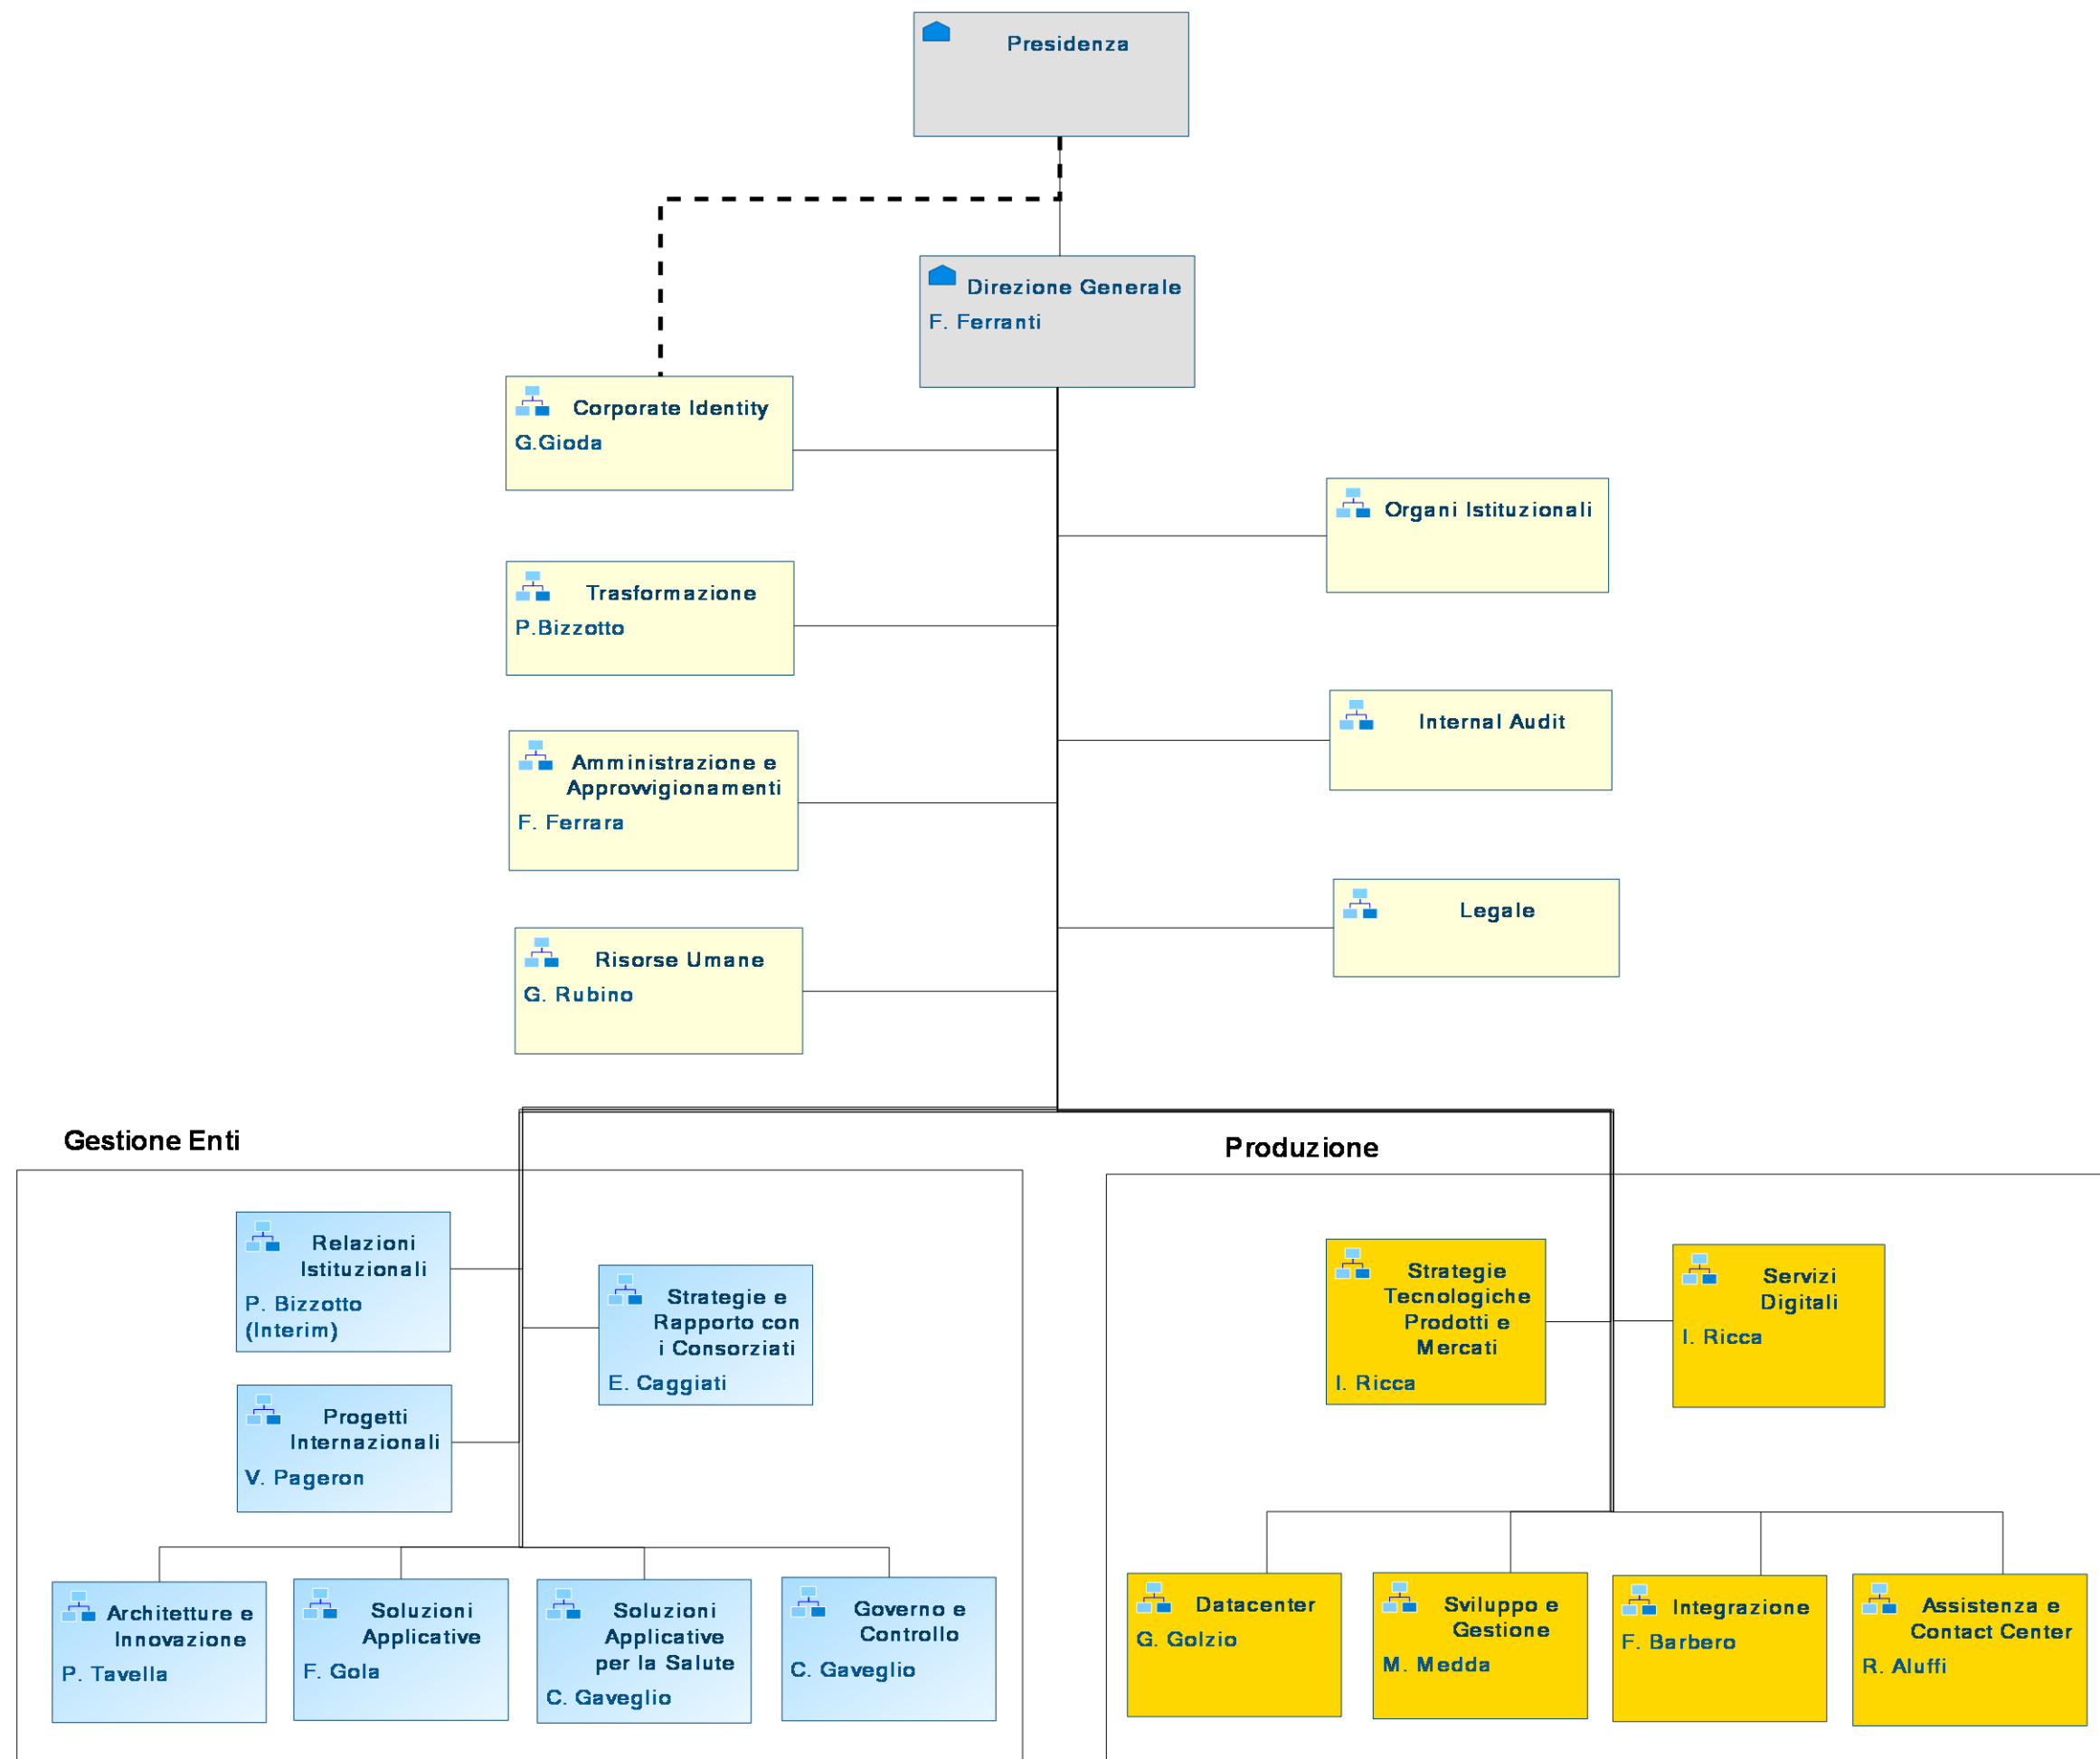 Presidenza
Direzione Generale
F. Ferranti
Corporate Identity
G.Gioda
Organi Istituzionali
Trasformazione
P.Bizzotto
Internal Audit
Amministrazione e
Approvvigionamenti
F. Ferrara
Legale
Risorse Umane
G. Rubino
Gestione Enti
Relazioni
Istituzionali
P. Bizzotto
(Interim)
Strategie e
Rapporto con
i Consorziati
E. Caggiati
Progetti
Internazionali
V. Pageron
Architetture e
Innovazione
P. Tavella
Soluzioni
Applicative
F. Gola
Soluzioni
Applicative
per la Salute
C. Gaveglio
Governo e
Controllo
C. Gaveglio
Produzione
Strategie
Tecnologiche
Prodotti e
Mercati
I. Ricca
Servizi
Digitali
I. Ricca
Datacenter
G. Golzio
Sviluppo e
Gestione
M. Medda
Integrazione
F. Barbero
Assistenza e
Contact Center
R. Aluffi